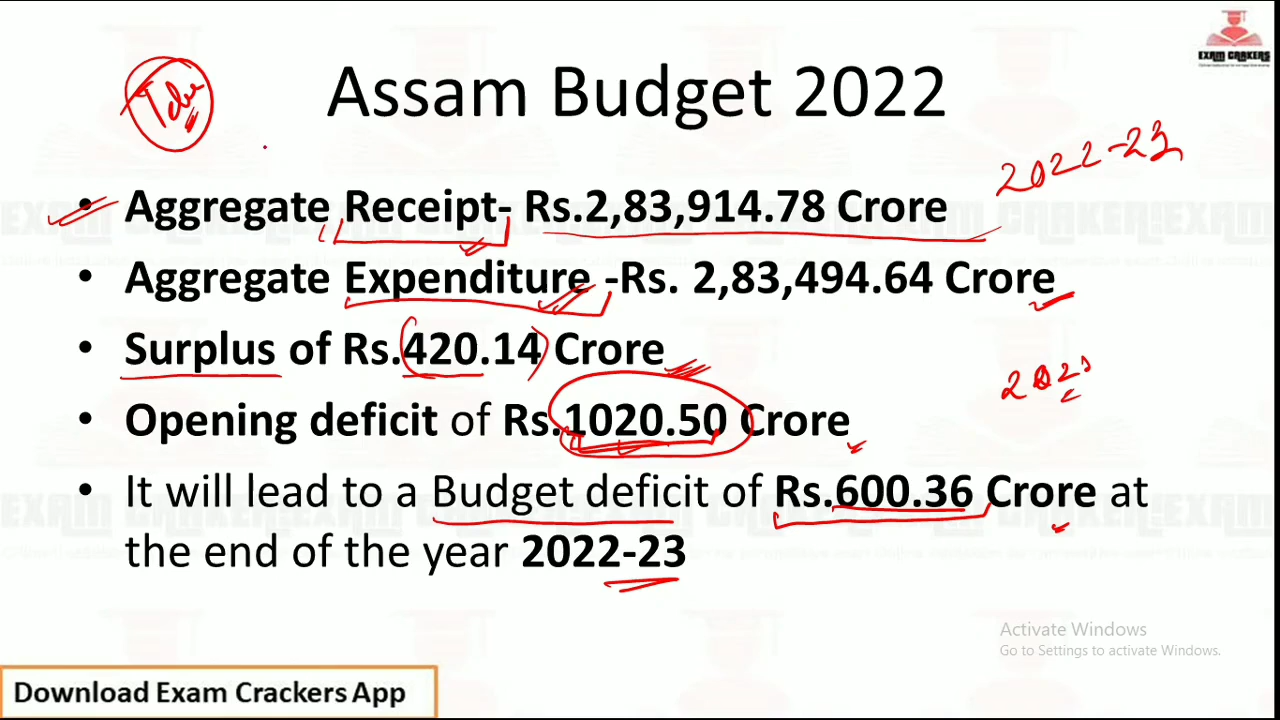 EXAM CRAKERS
Assam Budget 2022
2022-23
• Aggregate Receipt- Rs.2,83,914.78 Crore
• Aggregate Expenditure -Rs. 2,83,494.64 Crore
• Surplus of Rs.420.14 Crore
• Opening deficit of Rs.1020.50 Crore
• It will lead to a Budget deficit of Rs.600.36 Crore at
the end of the year 2022-23
Activate Windows
Go to Settings to activate Windows.
Download Exam Crackers App